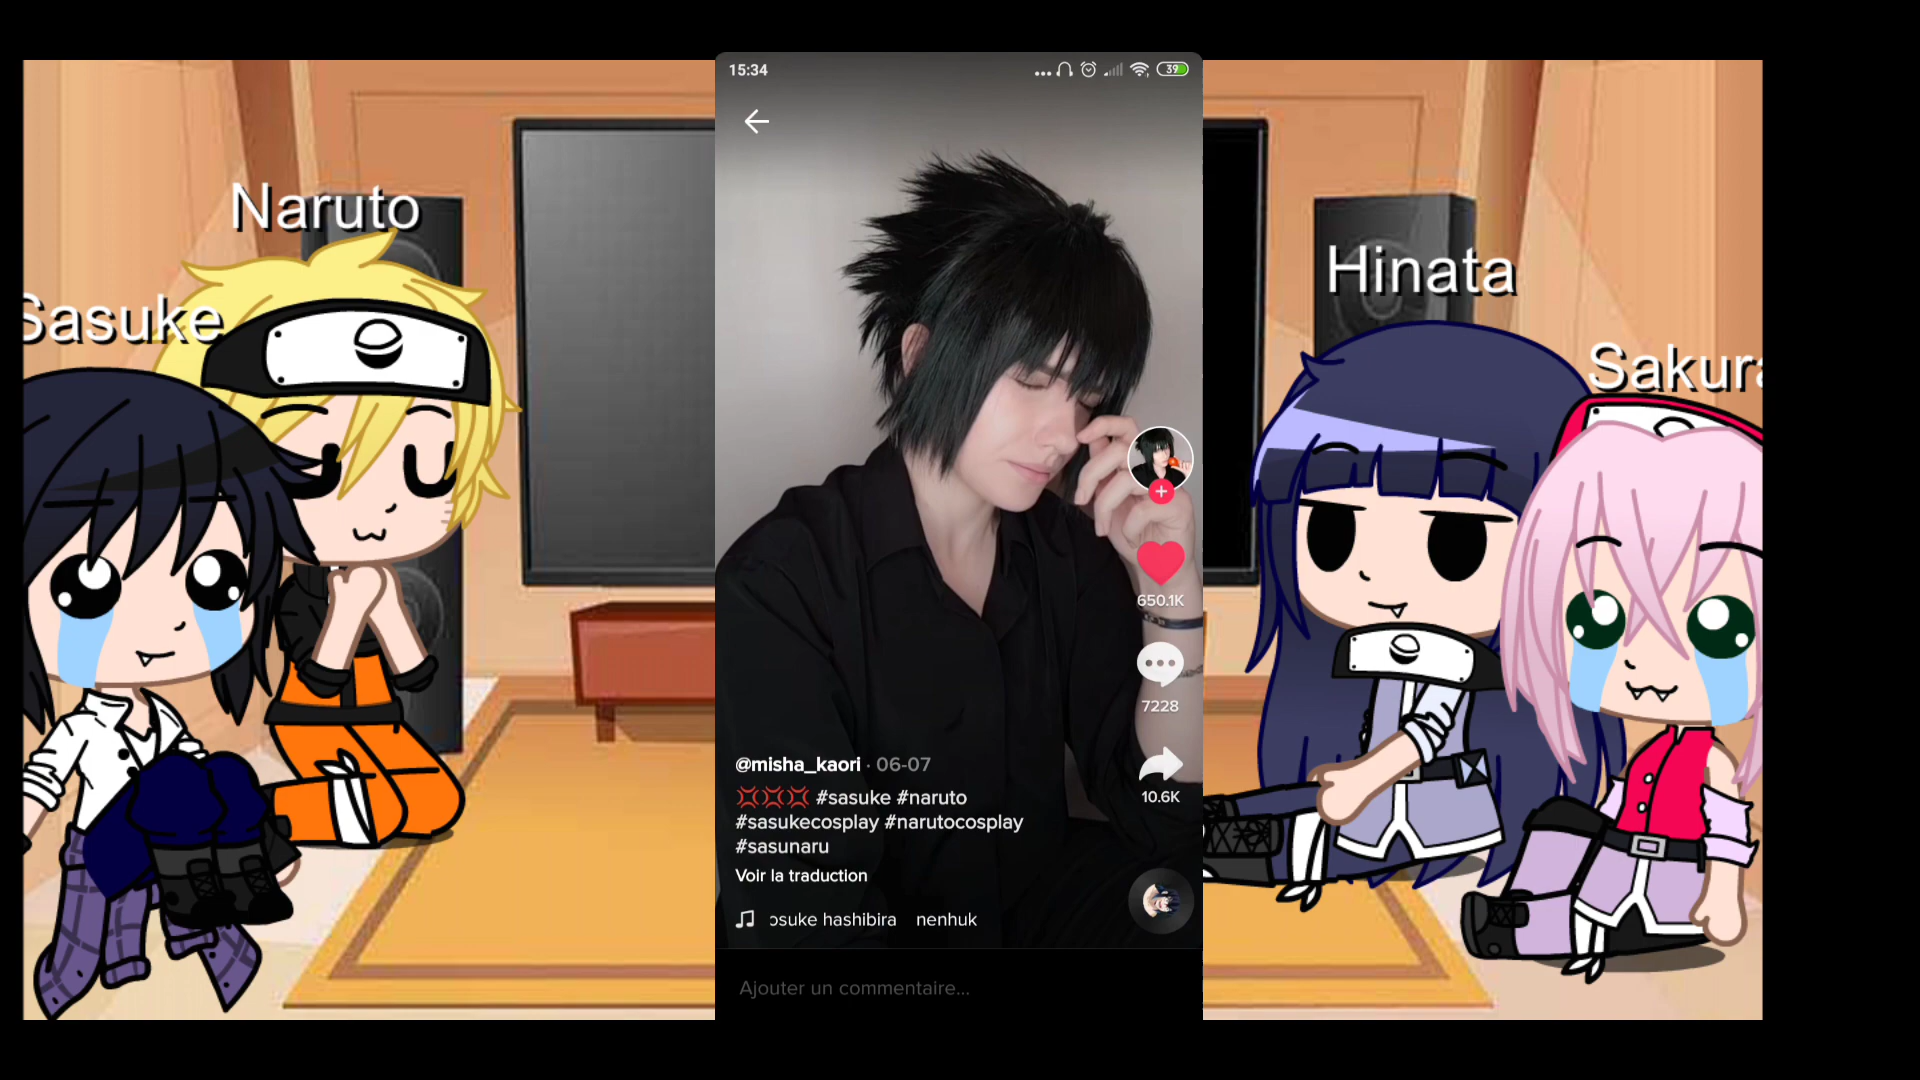 15:34
39
Naruto
Sasuke
Hinata
Sakura
650.1K
7228
10.6K
@misha_kaori · 06-07
💢💢💢 #sasuke #naruto
#sasukecosplay #narutocosplay
#sasunaru
Voir la traduction
osuke hashibira nenhuk
Ajouter un commentaire...